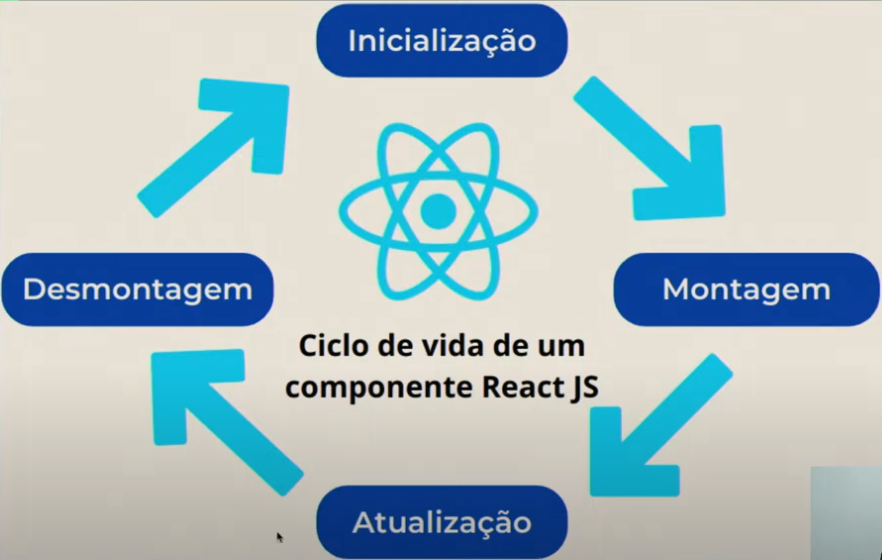 Inicialização
Desmontagem
Montagem
Ciclo de vida de um
componente React JS
Atualização